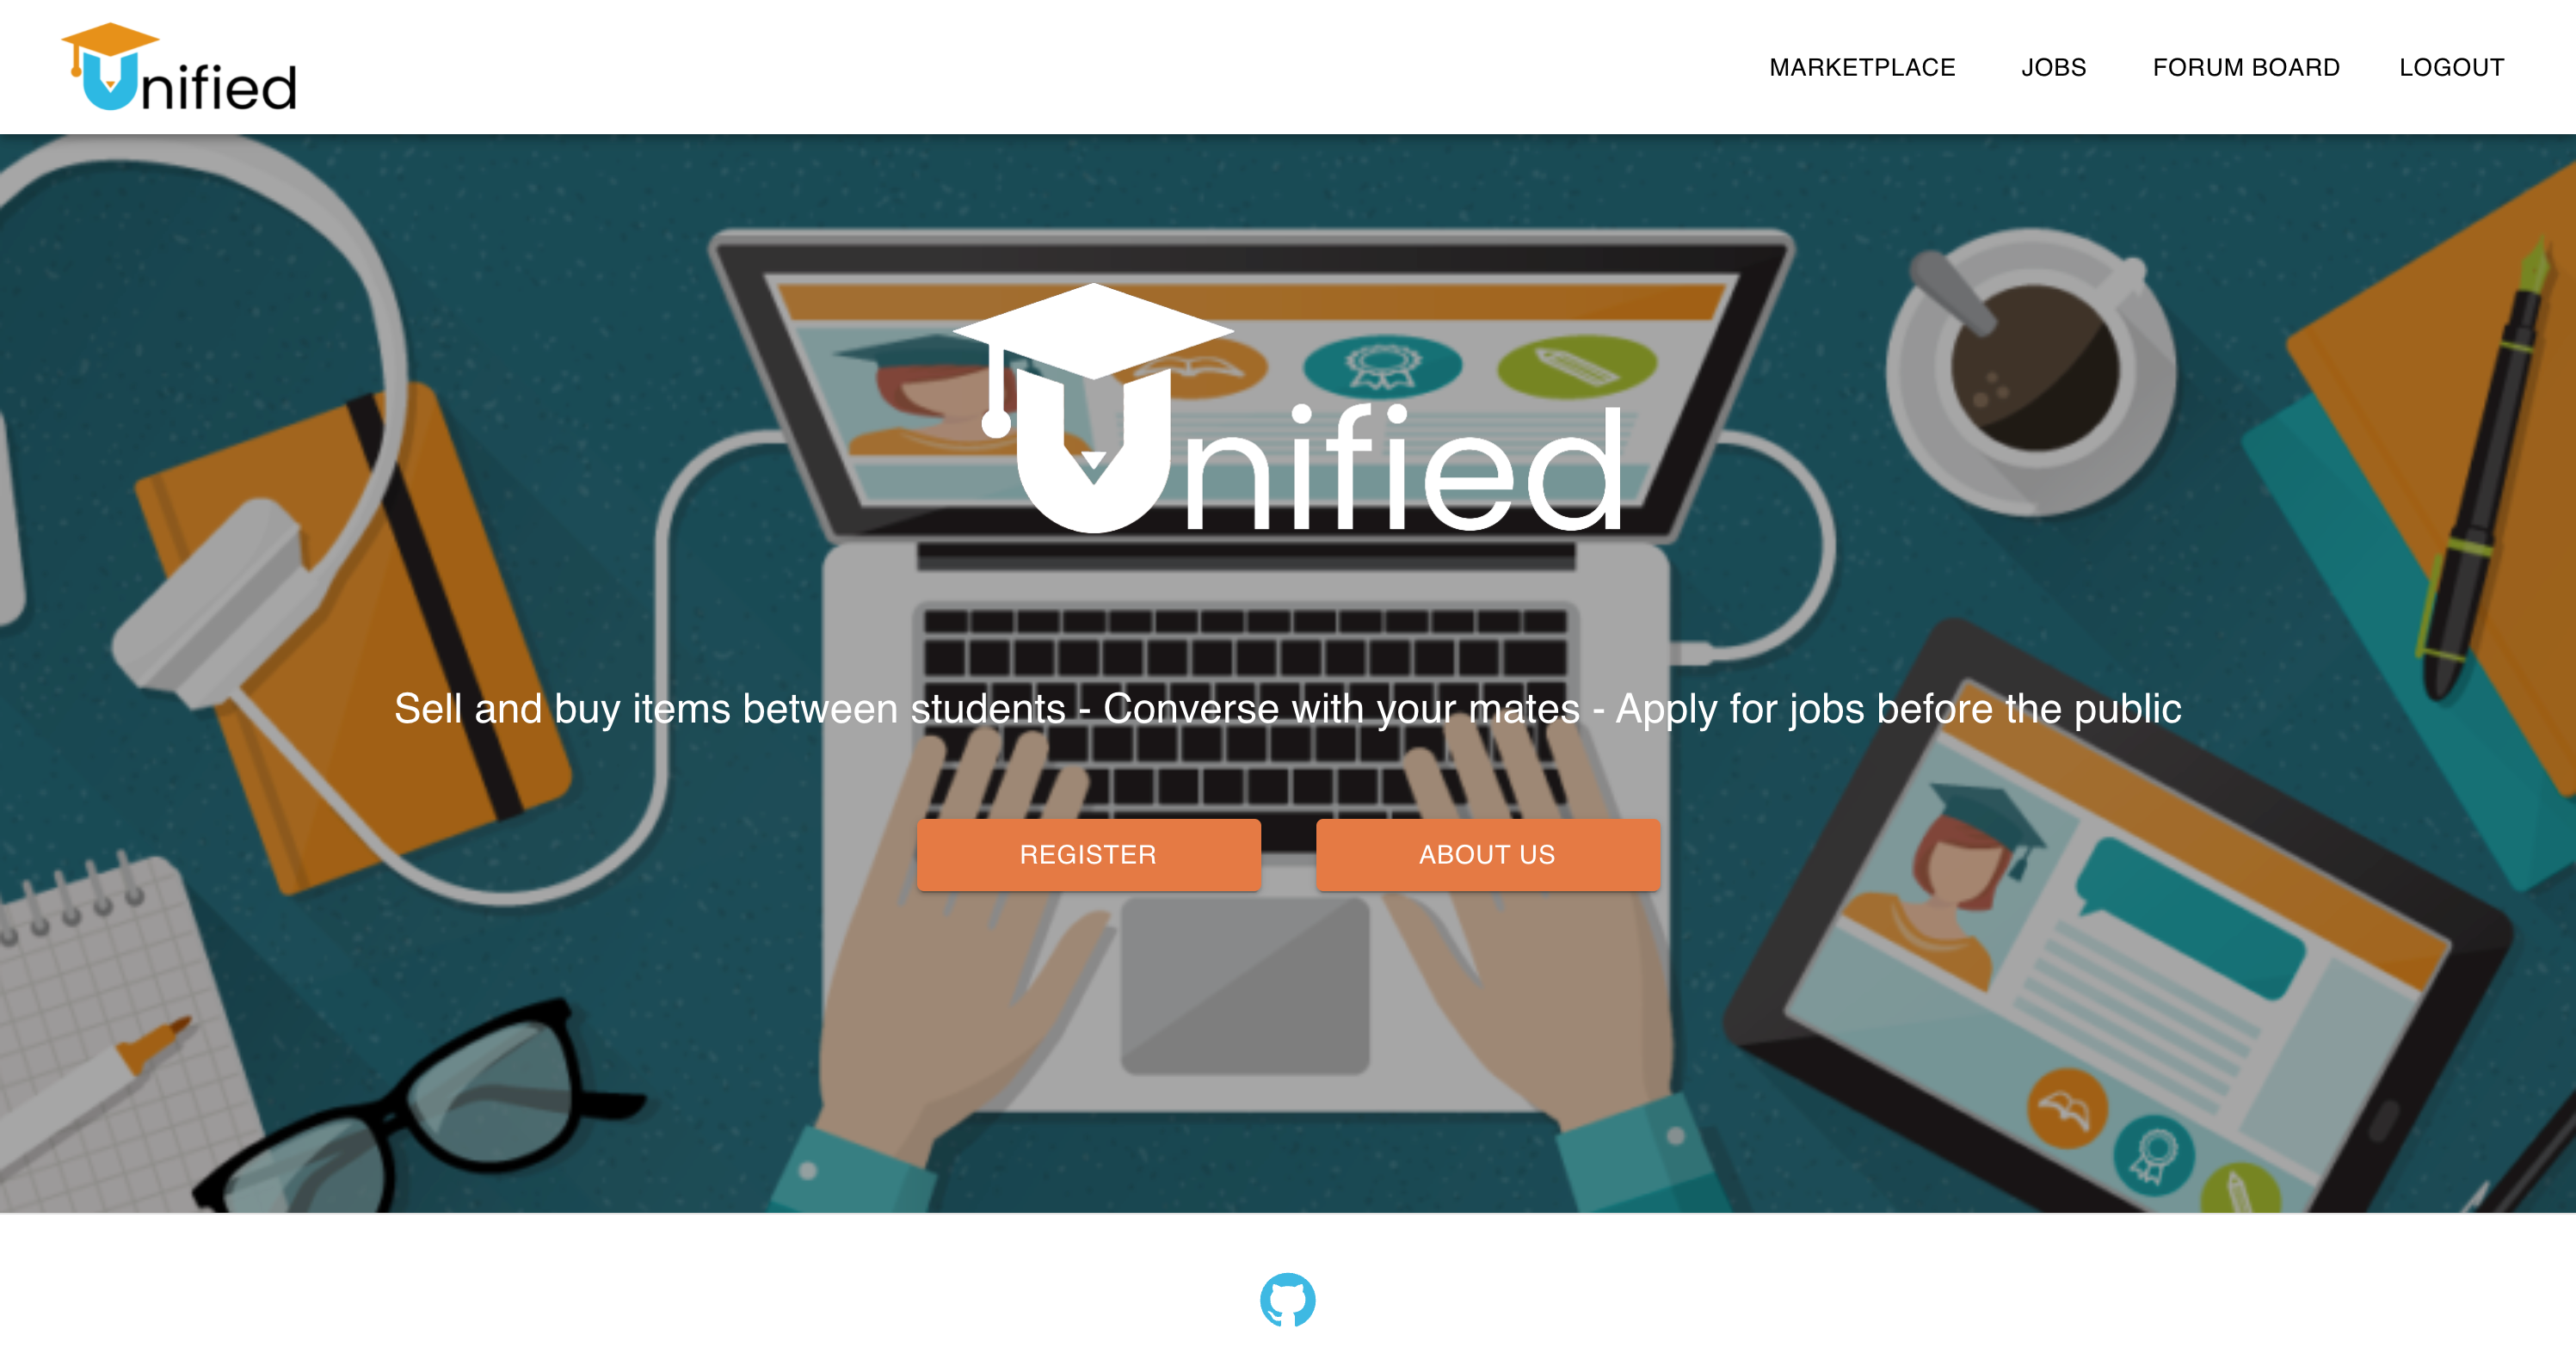 Unified
MARKETPLACE
JOBS
FORUM BOARD
LOGOUT
Unified
Sell and buy items between students - Converse with your mates - Apply for jobs before the public
REGISTER
ABOUT US